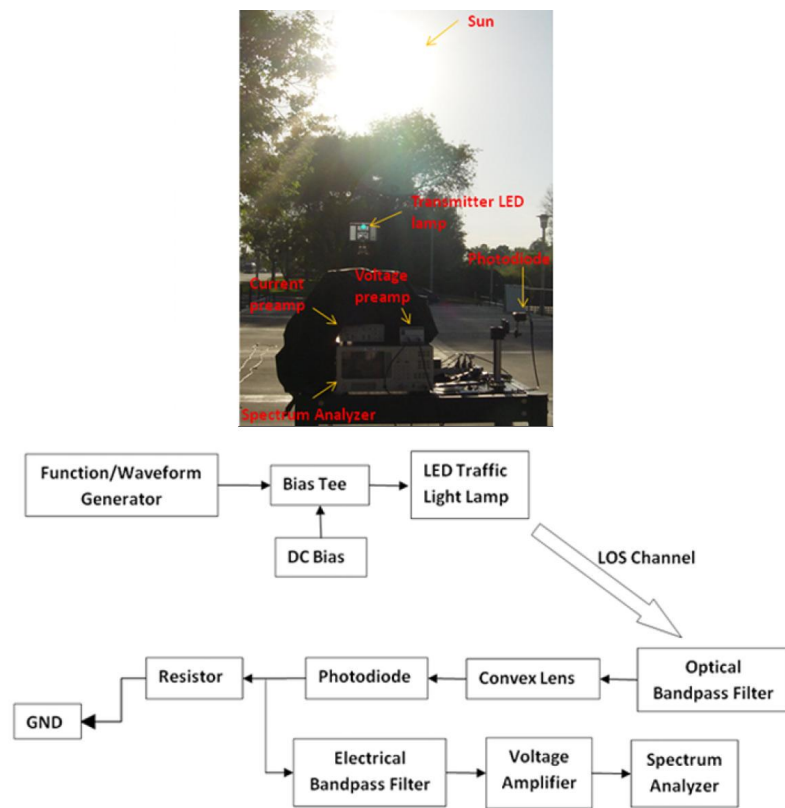 Sun
Transmitter LED
lamp
Photodiode
Current
preamp
Voltage
preamp
Spectrum Analyzer
Function/Waveform
Generator
Bias Tee
LED Traffic
Light Lamp
DC Bias
LOS Channel
Resistor
Photodiode
Convex Lens
Optical
Bandpass Filter
GND
Electrical
Bandpass Filter
Voltage
Amplifier
Spectrum
Analyzer